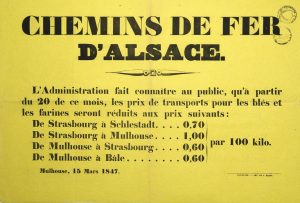 CHEMINS DE FER
D'ALSACE.
L'Administration fait connaître au public, qu'à partir
du 20 de ce mois, les prix de transports pour les blés et
les farines seront réduits aux prix suivants:
De Strasbourg à Schlestadt.... 0,70
De Strasbourg à Mulhouse.... 1,00
De Mulhouse à Strasbourg.... 0,60
De Mulhouse à Bâle..... 0,60
par 100 kilo.
Mulhouse, 15 Mars 1847.